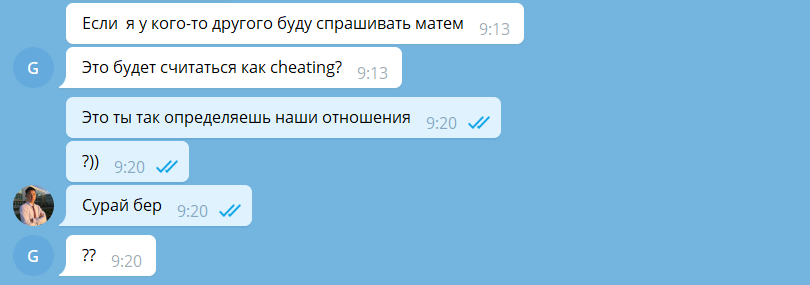 Если я у кого-то другого буду спрашивать матем 9:13
G Это будет считаться как cheating? 9:13
Это ты так определяешь наши отношения 9:20
?)) 9:20
Сурай бер 9:20
G ?? 9:20